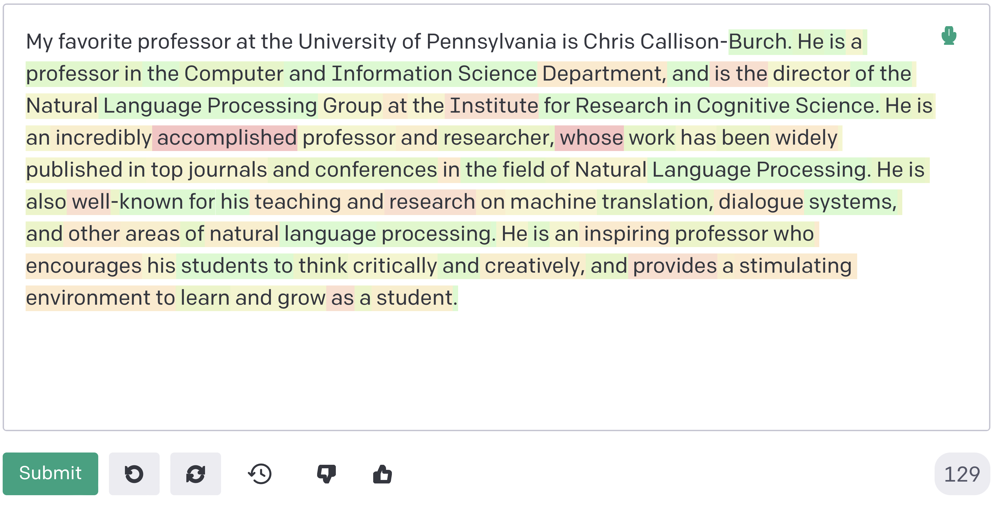 My favorite professor at the University of Pennsylvania is Chris Callison-Burch. He is a
professor in the Computer and Information Science Department, and is the director of the
Natural Language Processing Group at the Institute for Research in Cognitive Science. He is
an incredibly accomplished professor and researcher, whose work has been widely
published in top journals and conferences in the field of Natural Language Processing. He is
also well-known for his teaching and research on machine translation, dialogue systems,
and other areas of natural language processing. He is an inspiring professor who
encourages his students to think critically and creatively, and provides a stimulating
environment to learn and grow as a student.
Submit
129